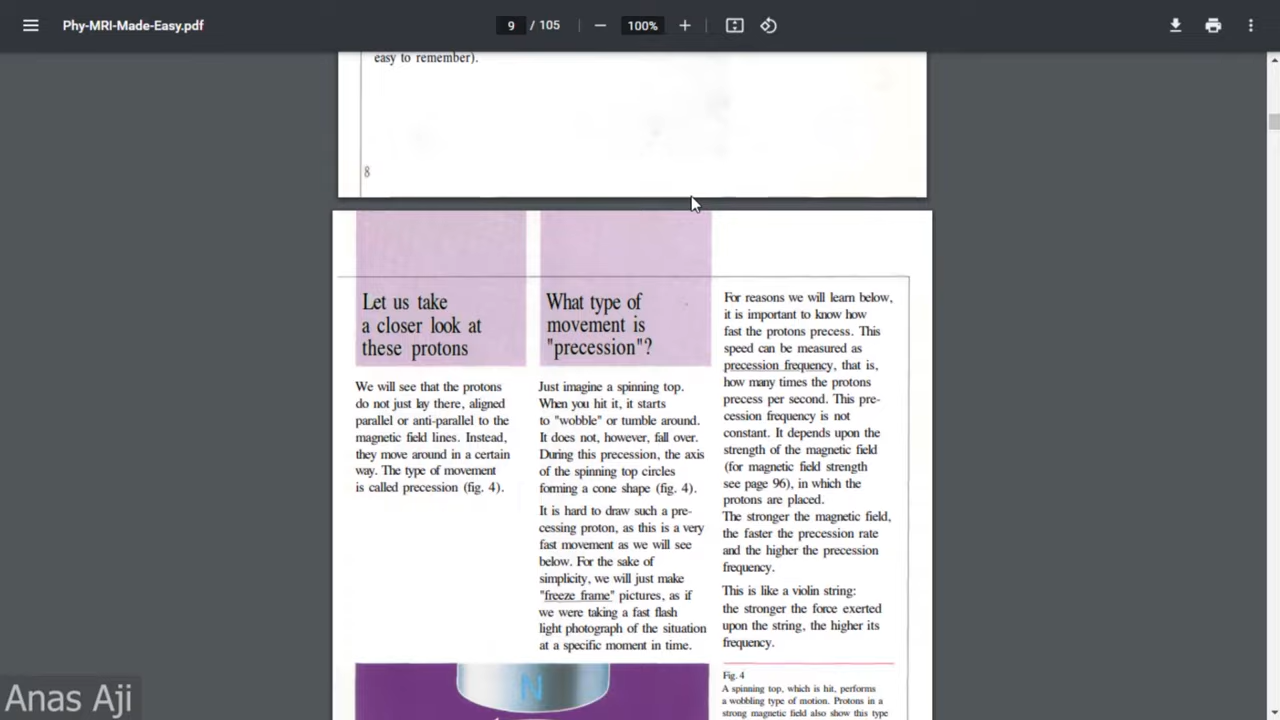 Phy-MRI-Made-Easy.pdf
9 / 105
100%
easy to remember).
8
Let us take
a closer look at
these protons
We will see that the protons
do not just lay there, aligned
parallel or anti-parallel to the
magnetic field lines. Instead,
they move around in a certain
way. The type of movement
is called precession (fig. 4).
What type of
movement is
"precession"?
Just imagine a spinning top.
When you hit it, it starts
to "wobble" or tumble around.
It does not, however, fall over.
During this precession, the axis
of the spinning top circles
forming a cone shape (fig. 4).
It is hard to draw such a pre-
cessing proton, as this is a very
fast movement as we will see
below. For the sake of
simplicity, we will just make
"freeze frame" pictures, as if
we were taking a fast flash
light photograph of the situation
at a specific moment in time.
For reasons we will learn below,
it is important to know how
fast the protons precess. This
speed can be measured as
precession frequency, that is,
how many times the protons
precess per second. This pre-
cession frequency is not
constant. It depends upon the
strength of the magnetic field
(for magnetic field strength
see page 96), in which the
protons are placed.
The stronger the magnetic field,
the faster the precession rate
and the higher the precession
frequency.
This is like a violin string:
the stronger the force exerted
upon the string, the higher its
frequency.
N
Fig. 4
A spinning top, which is hit, performs
a wobbling type of motion. Protons in a
strong magnetic field also show this type
Anas Aji